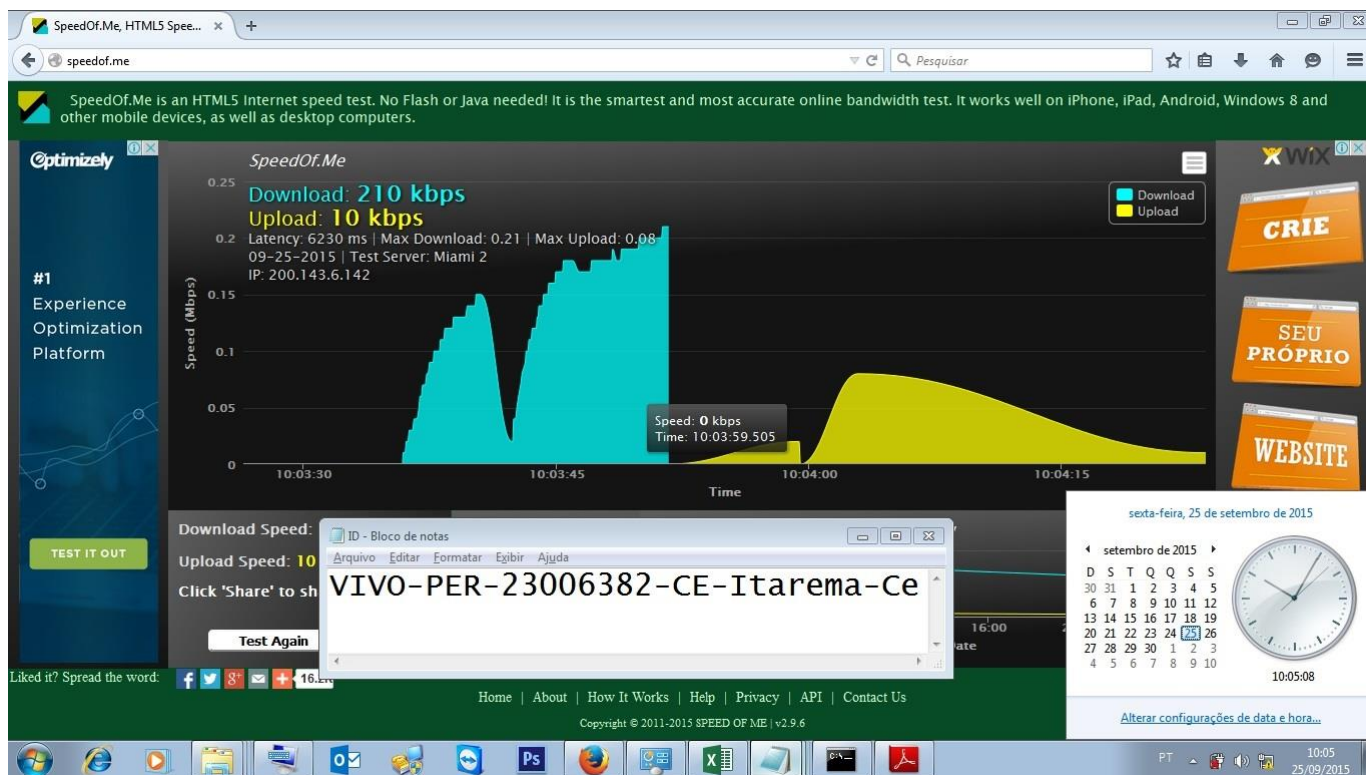 SpeedOf.Me, HTML5 Spee...
speedof.me
Pesquisar
SpeedOf.Me is an HTML5 Internet speed test. No Flash or Java needed! It is the smartest and most accurate online bandwidth test. It works well on iPhone, iPad, Android, Windows 8 and
other mobile devices, as well as desktop computers.
Optimizely
#1
Experience
Optimization
Platform
TEST IT OUT
SpeedOf.Me
Download: 210 kbps
Upload: 10 kbps
Latency: 6230 ms | Max Download: 0.21 | Max Upload: 0.08
09-25-2015 | Test Server: Miami 2
IP: 200.143.6.142
Download
Upload
Speed (Mbps)
0.25
0.2
0.15
0.1
0.05
0
Speed: 0 kbps
Time: 10:03:59.505
10:03:30
10:03:45
10:04:00
10:04:15
Time
WiX
CRIE
SEU
PRÓPRIO
WEBSITE
Download Speed:
Upload Speed: 10
Click 'Share' to sh
Test Again
16:00
ate
ID - Bloco de notas
Arquivo Editar Formatar Exibir Ajuda
VIVO-PER-23006382-CE-Itarema-Ce
sexta-feira, 25 de setembro de 2015
setembro de 2015
D S T Q Q S S
30 31 1 2 3 4 5
6 7 8 9 10 11 12
13 14 15 16 17 18 19
20 21 22 23 24 25 26
27 28 29 30 1 2 3
4 5 6 7 8 9 10
10:05:08
Alterar configurações de data e hora...
Liked it? Spread the word:
Home | About | How It Works | Help | Privacy | API | Contact Us
Copyright © 2011-2015 SPEED OF ME | v2.9.6
Ps
PT
10:05
25/09/2015